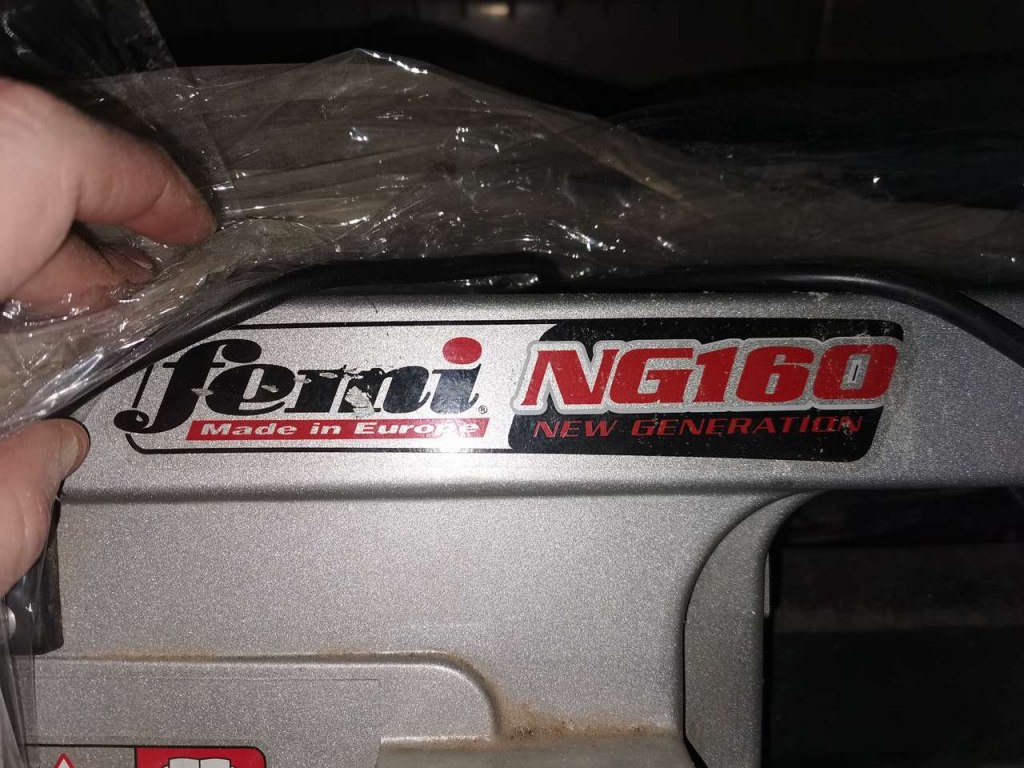 femi®
Made in Europe
NG160
NEW GENERATION